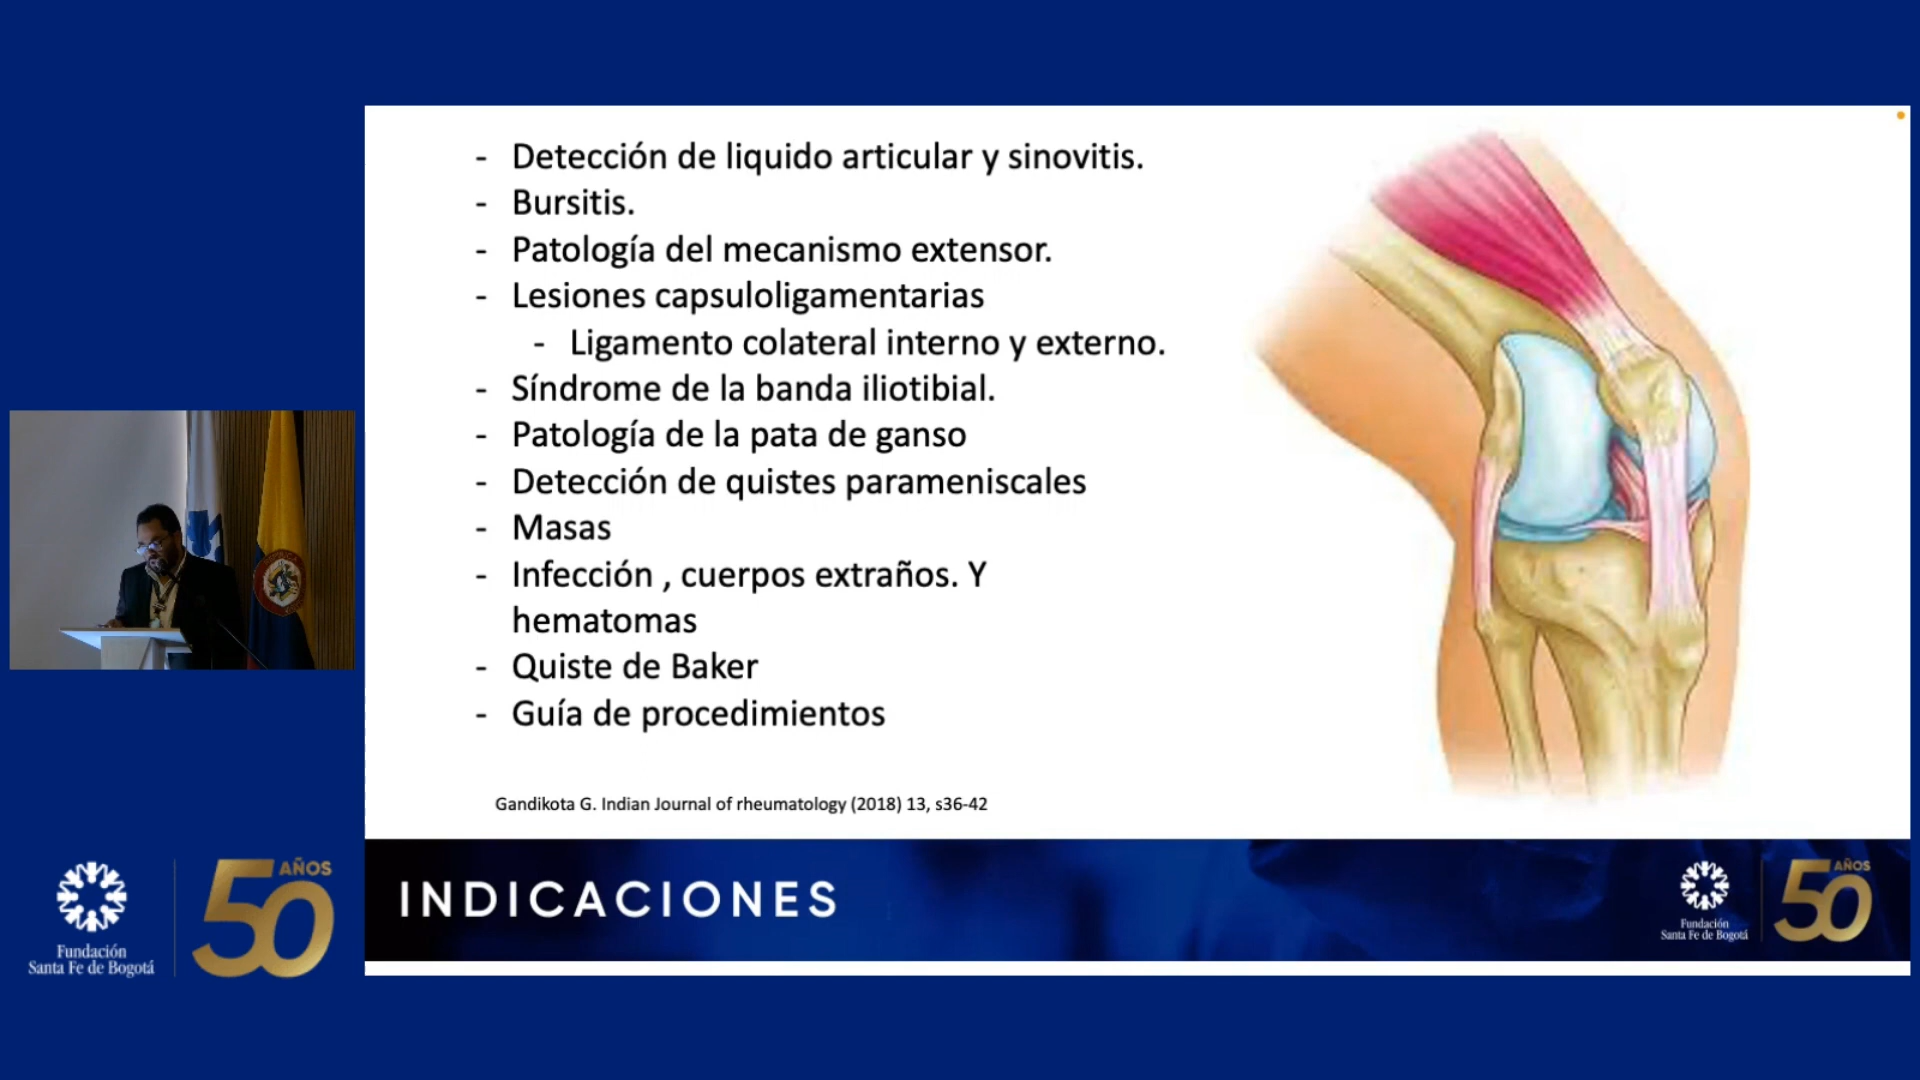 - Detección de liquido articular y sinovitis.
- Bursitis.
- Patología del mecanismo extensor.
- Lesiones capsuloligamentarias
- Ligamento colateral interno y externo.
- Síndrome de la banda iliotibial.
- Patología de la pata de ganso
- Detección de quistes parameniscales
- Masas
- Infección , cuerpos extraños. Y
hematomas
- Quiste de Baker
- Guía de procedimientos
Gandikota G. Indian Journal of rheumatology (2018) 13, s36-42
INDICACIONES
Fundación
Santa Fe de Bogotá
50 AÑOS
Fundación
Santa Fe de Bogotá
50 AÑOS